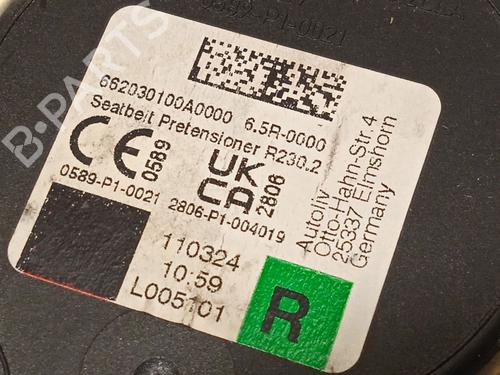 0589-P1-0021
662030100A0000 6.5R-0000
Seatbelt Pretensioner R230.2
CE 0589
UK CA 2806
0589-P1-0021 2806-P1-004019
Autoliv
Otto-Hahn-Str.4
25337 Elmshorn
Germany
110324
10:59
L005101
R
B-PARTS